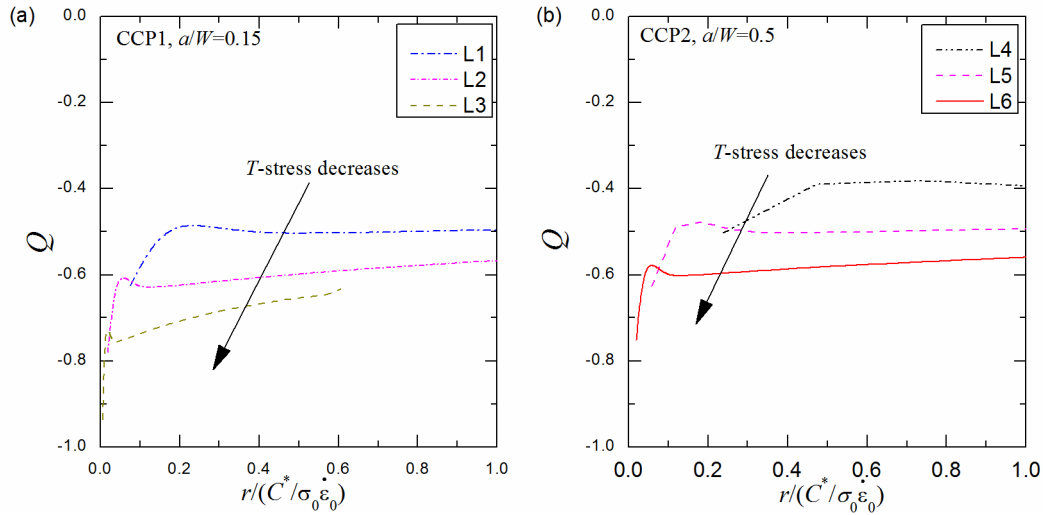 (a)
CCP1, a/W=0.15
L1
L2
L3
T-stress decreases
0.0
-0.2
-0.4
-0.6
-0.8
-1.0
Q
0.0 0.2 0.4 0.6 0.8 1.0
r/(C*/σ₀ε̇₀)
(b)
CCP2, a/W=0.5
L4
L5
L6
T-stress decreases
0.0
-0.2
-0.4
-0.6
-0.8
-1.0
Q
0.0 0.2 0.4 0.6 0.8 1.0
r/(C*/σ₀ε̇₀)